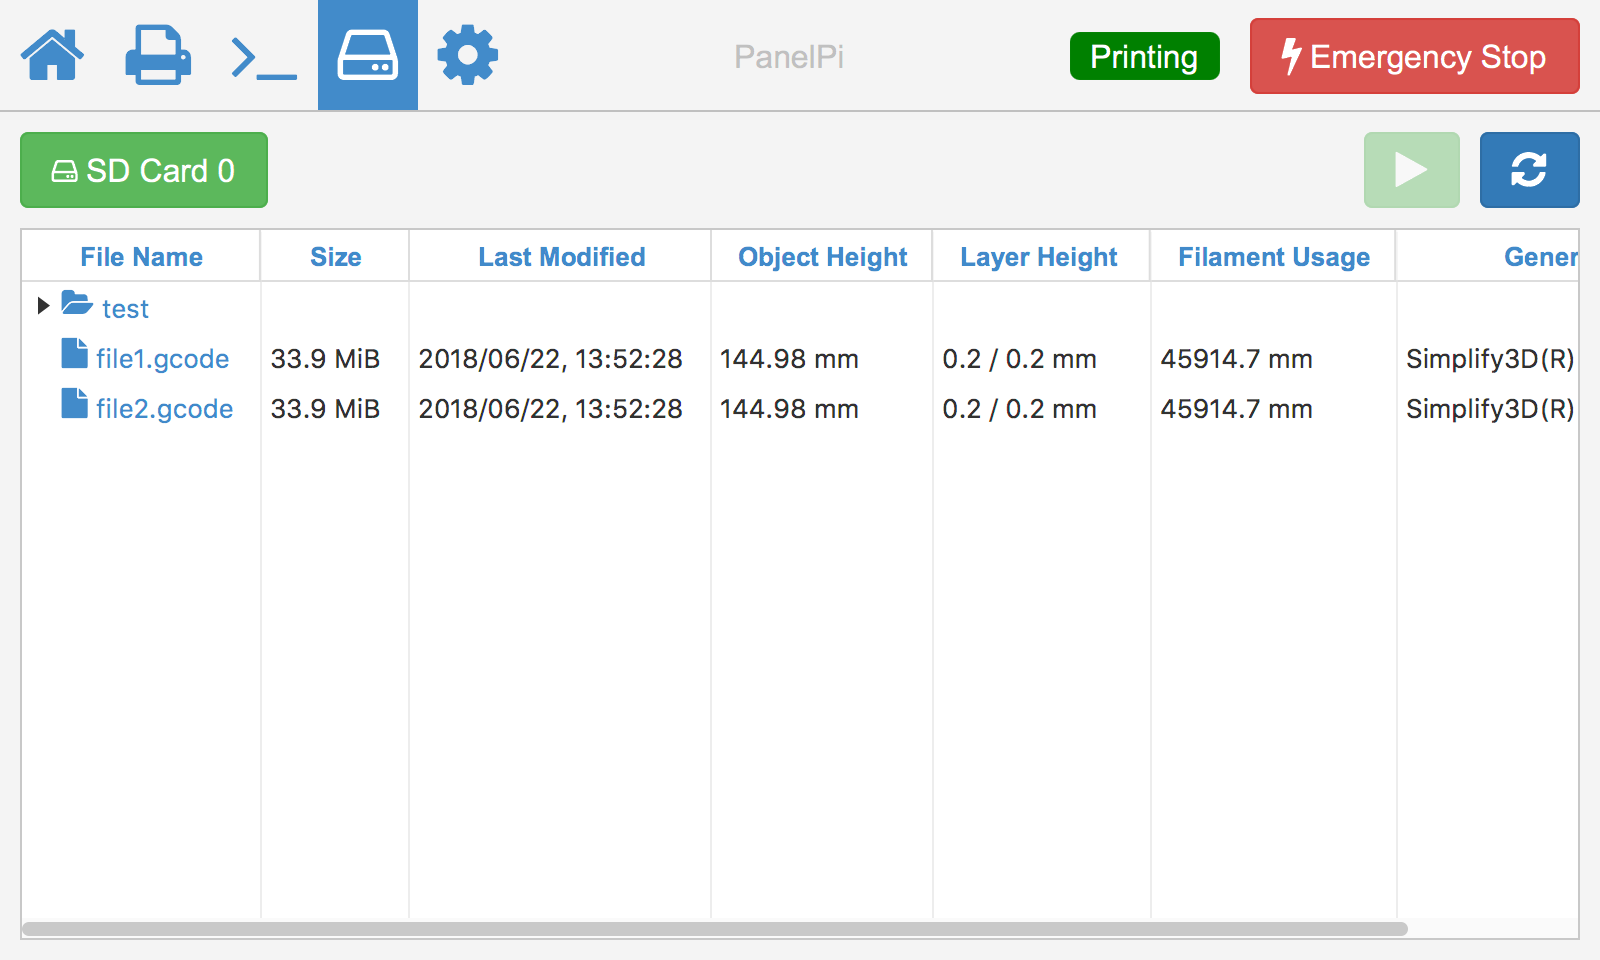 PanelPi Printing Emergency Stop
SD Card 0
File Name Size Last Modified Object Height Layer Height Filament Usage Gener
test
file1.gcode 33.9 MiB 2018/06/22, 13:52:28 144.98 mm 0.2 / 0.2 mm 45914.7 mm Simplify3D(R)
file2.gcode 33.9 MiB 2018/06/22, 13:52:28 144.98 mm 0.2 / 0.2 mm 45914.7 mm Simplify3D(R)